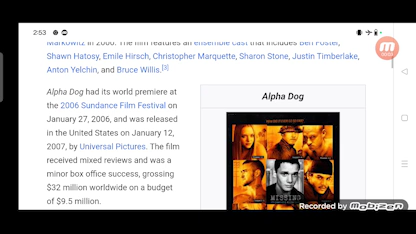 2:53
Markowitz in 2000. The film features an ensemble cast that includes Ben Foster,
Shawn Hatosy, Emile Hirsch, Christopher Marquette, Sharon Stone, Justin Timberlake,
Anton Yelchin, and Bruce Willis.[3]
Alpha Dog had its world premiere at
the 2006 Sundance Film Festival on
January 27, 2006, and was released
in the United States on January 12,
2007, by Universal Pictures. The film
received mixed reviews and was a
minor box office success, grossing
$32 million worldwide on a budget
of $9.5 million.
Alpha Dog
MISSING
Recorded by Mobizen